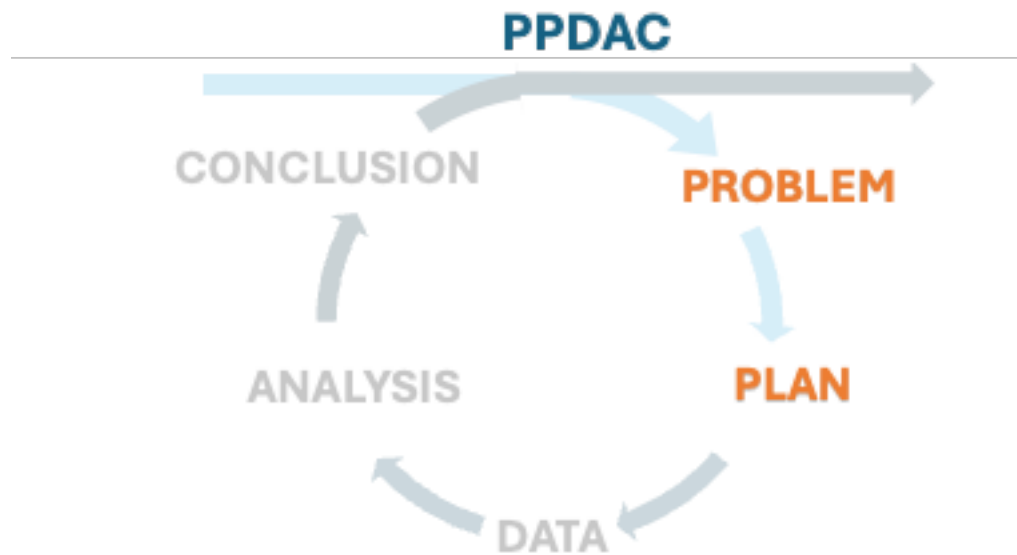 PPDAC
CONCLUSION
PROBLEM
ANALYSIS
PLAN
DATA